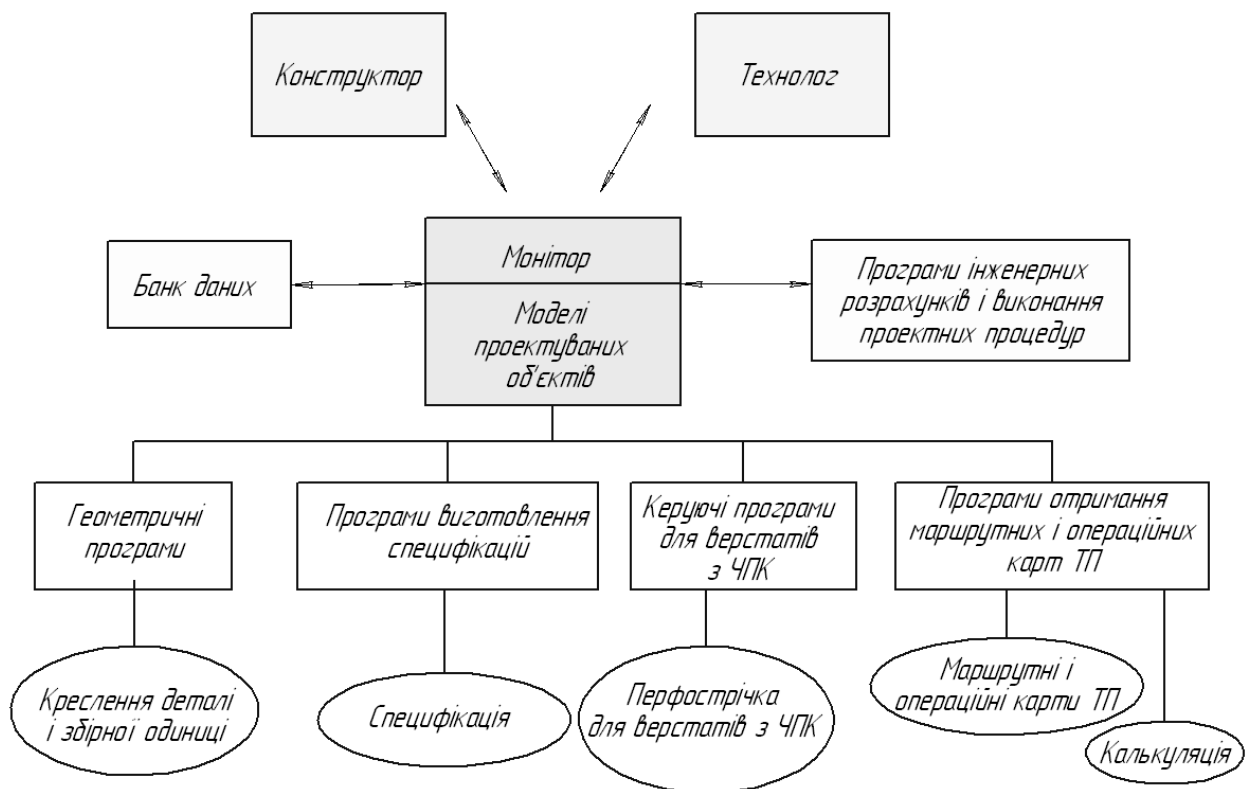 Конструктор
Технолог
Банк даних
Монітор
Моделі
проектуваних
об'єктів
Програми інженерних
розрахунків і виконання
проектних процедур
Геометричні
програми
Програми виготовлення
специфікацій
Керуючі програми
для верстатів
з ЧПК
Програми отримання
маршрутних і операційних
карт ТП
Креслення деталі
і збірної одиниці
Специфікація
Перфострічка
для верстатів з ЧПК
Маршрутні і
операційні карти ТП
Калькуляція